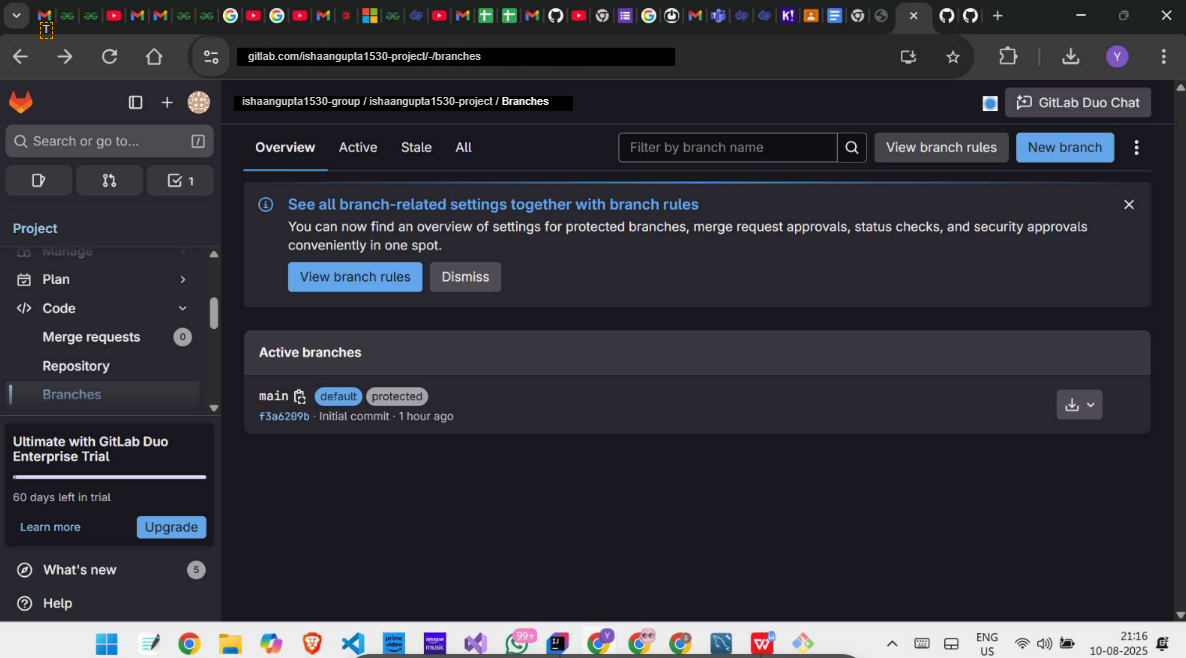 T
gitlab.com/ishaangupta1530-project/-/branches
Y
ishaangupta1530-group / ishaangupta1530-project / Branches
GitLab Duo Chat
Search or go to...
/
1
Overview
Active
Stale
All
Filter by branch name
View branch rules
New branch
Project
Manage
Plan
Code
Merge requests
0
Repository
Branches
See all branch-related settings together with branch rules
You can now find an overview of settings for protected branches, merge request approvals, status checks, and security approvals
conveniently in one spot.
View branch rules
Dismiss
Active branches
main default protected
f3a6209b · Initial commit · 1 hour ago
Ultimate with GitLab Duo
Enterprise Trial
60 days left in trial
Learn more
Upgrade
What's new
5
Help
prime video
amazon music
99+
ENG
US
21:16
10-08-2025